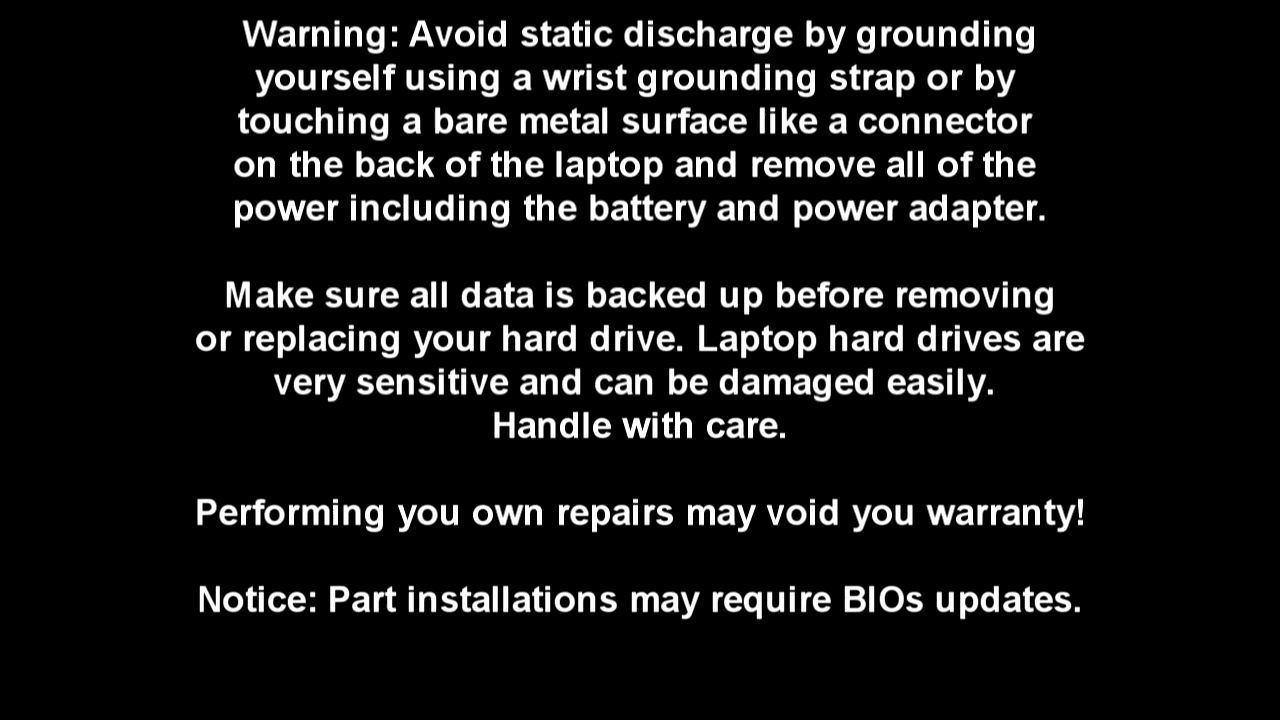 Warning: Avoid static discharge by grounding
yourself using a wrist grounding strap or by
touching a bare metal surface like a connector
on the back of the laptop and remove all of the
power including the battery and power adapter.
Make sure all data is backed up before removing
or replacing your hard drive. Laptop hard drives are
very sensitive and can be damaged easily.
Handle with care.
Performing you own repairs may void you warranty!
Notice: Part installations may require BIOs updates.